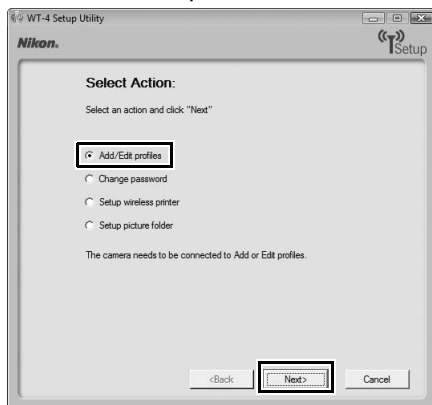 WT-4 Setup Utility
Nikon.
Setup
Select Action:
Select an action and click "Next"
Add/Edit profiles
Change password
Setup wireless printer
Setup picture folder
The camera needs to be connected to Add or Edit profiles.
<Back
Next>
Cancel